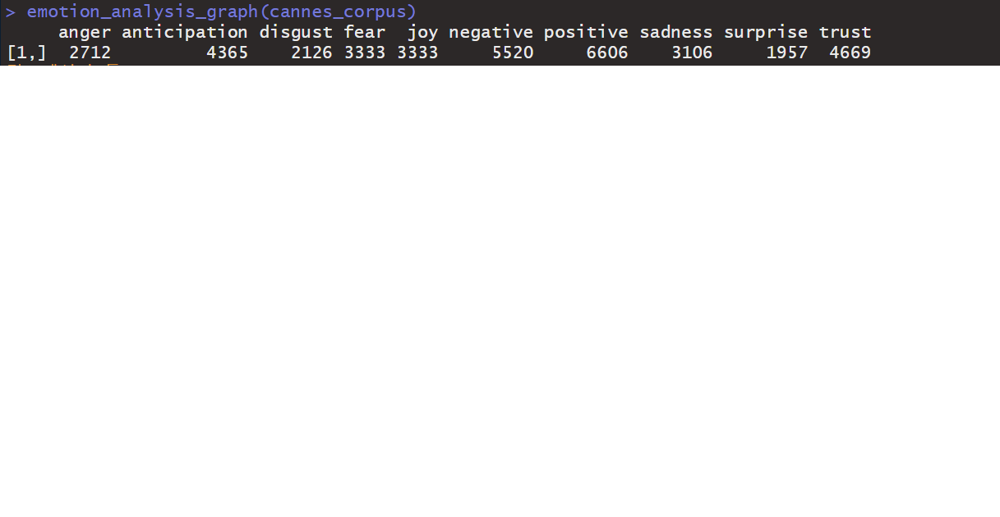 > emotion_analysis_graph(cannes_corpus)
     anger anticipation disgust fear  joy negative positive sadness surprise trust
[1,]  2712         4365    2126 3333 3333     5520     6606    3106     1957  4669